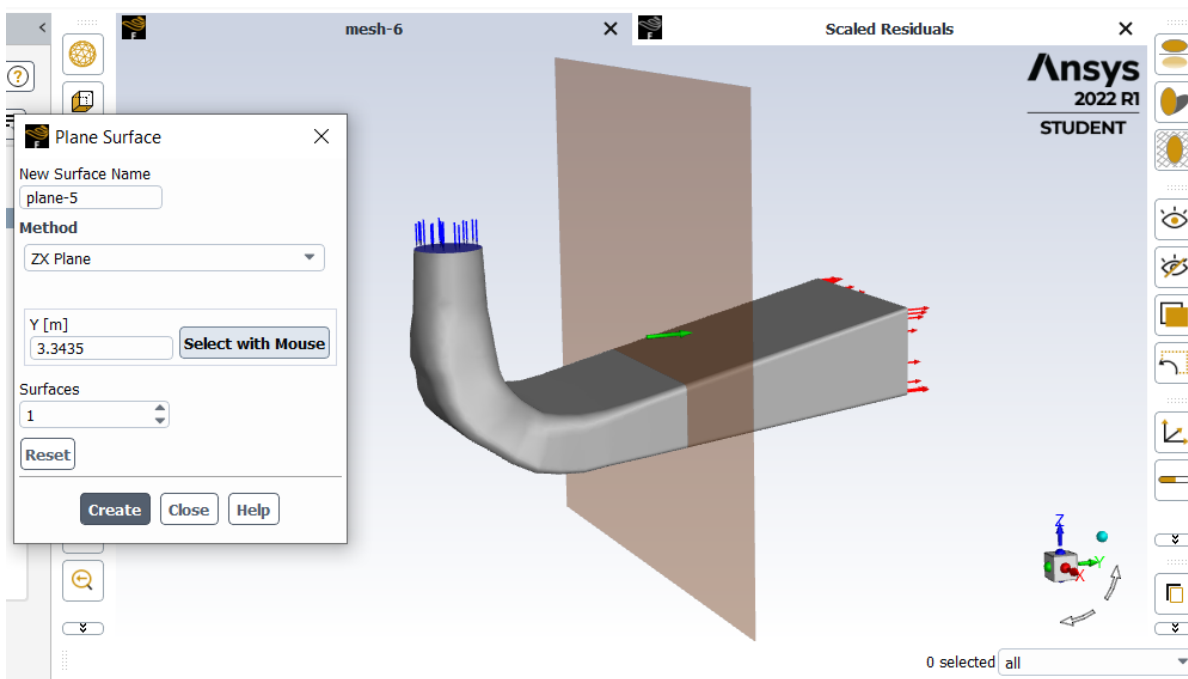 mesh-6
Scaled Residuals
Ansys
2022 R1
STUDENT
Plane Surface
New Surface Name
plane-5
Method
ZX Plane
Y [m]
3.3435
Select with Mouse
Surfaces
1
Reset
Create
Close
Help
Z
Y
X
0 selected
all